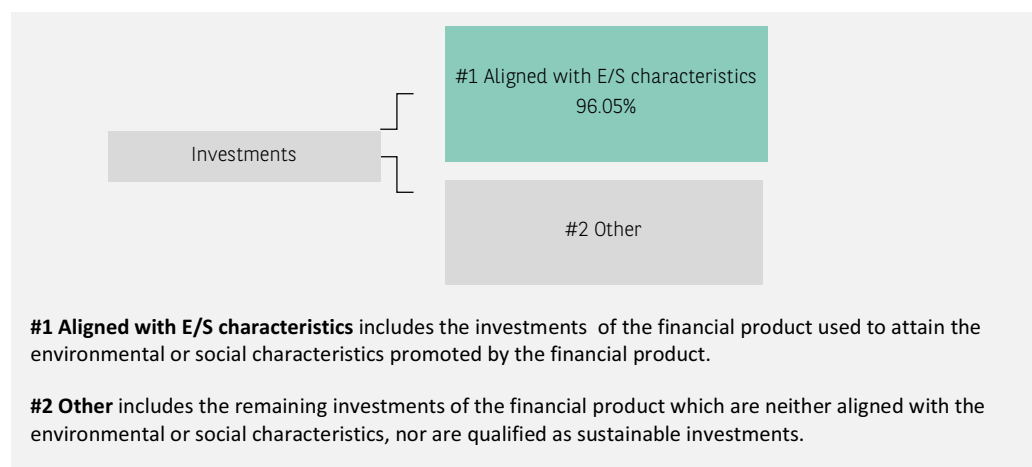 #1 Aligned with E/S characteristics
96.05%
Investments
#2 Other
#1 Aligned with E/S characteristics includes the investments of the financial product used to attain the
environmental or social characteristics promoted by the financial product.
#2 Other includes the remaining investments of the financial product which are neither aligned with the
environmental or social characteristics, nor are qualified as sustainable investments.